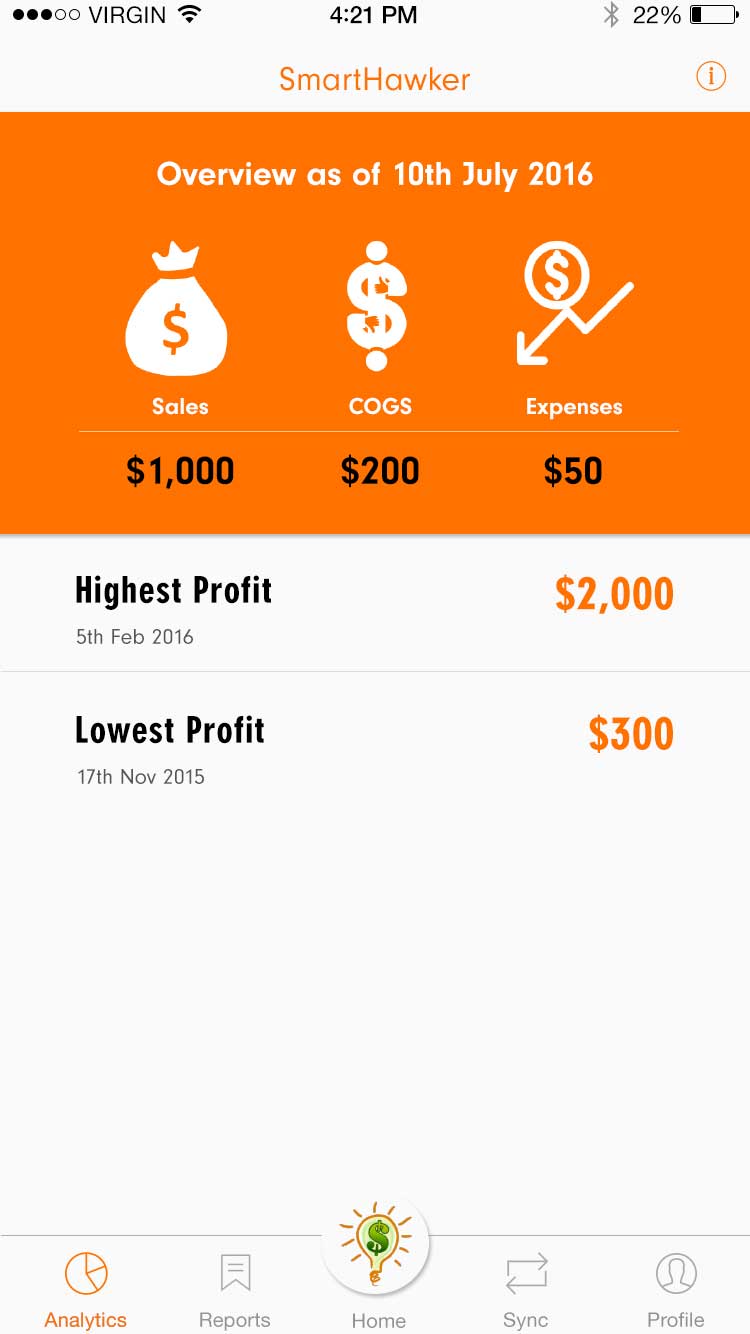 VIRGIN 4:21 PM 22%
SmartHawker i
Overview as of 10th July 2016
$ $ $
Sales COGS Expenses
$1,000 $200 $50
Highest Profit $2,000
5th Feb 2016
Lowest Profit $300
17th Nov 2015
$
Analytics Reports Home Sync Profile